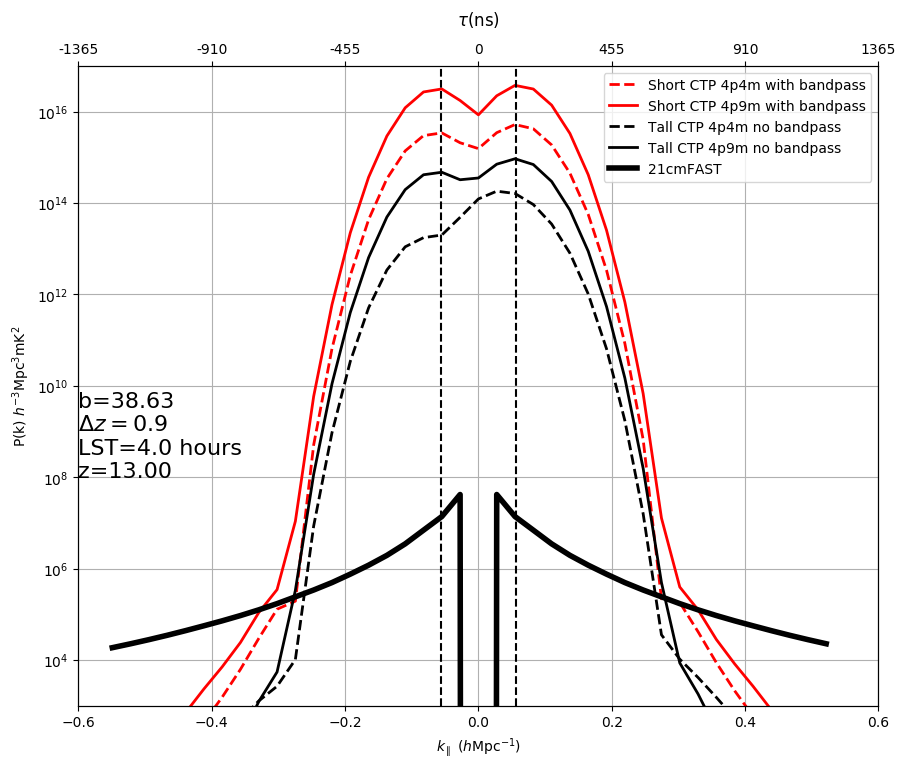 τ(ns)
-1365 -910 -455 0 455 910 1365
Short CTP 4p4m with bandpass
Short CTP 4p9m with bandpass
Tall CTP 4p4m no bandpass
Tall CTP 4p9m no bandpass
21cmFAST
10^16
10^14
10^12
10^10
10^8
10^6
10^4
P(k) h^−3Mpc^3mK^2
b=38.63
Δz = 0.9
LST=4.0 hours
z=13.00
−0.6 −0.4 −0.2 0.0 0.2 0.4 0.6
k_∥ (hMpc^−1)